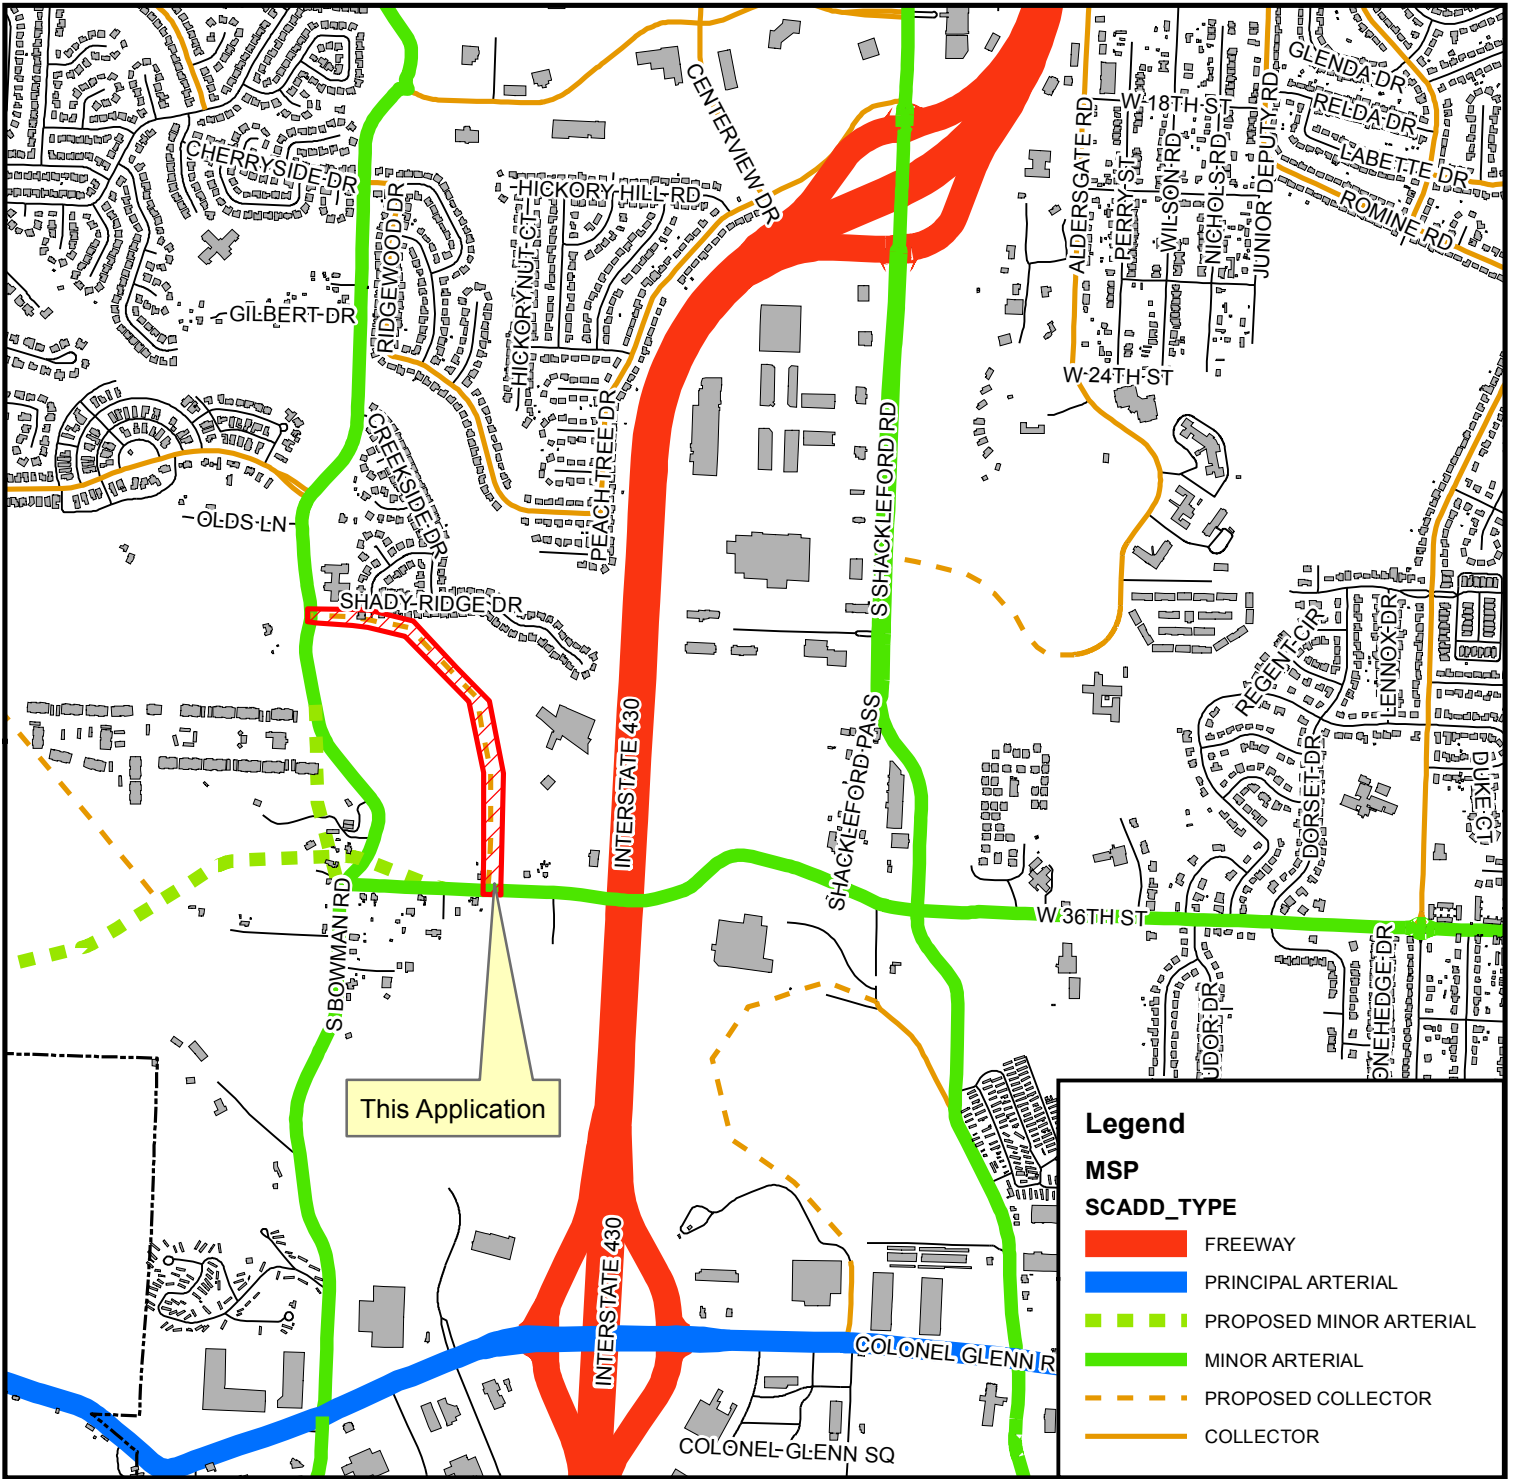 GLENDA DR
RELDA DR
LABETTE DR
ROMINE RD
W 18TH ST
CENTERVIEW DR
ALDERSGATE RD
PERRY ST
WILSON RD
NICHOLS RD
JUNIOR DEPUTY RD
CHERRYSIDE DR
RIDGEWOOD DR
HICKORY HILL RD
HICKORYNUT CT
GILBERT DR
W 24TH ST
CREEKSIDE DR
PEACH TREE DR
S SHACKLEFORD RD
OLDS LN
SHADY RIDGE DR
REGENT CIR
LENNOX DR
INTERSTATE 430
SHACKLEFORD PASS
DORSET DR
DUKE CT
S BOWMAN RD
W 36TH ST
UDOR DR
ONEHEDGE DR
This Application
INTERSTATE 430
COLONEL GLENN R
COLONEL GLENN SQ
Legend
MSP
SCADD_TYPE
FREEWAY
PRINCIPAL ARTERIAL
PROPOSED MINOR ARTERIAL
MINOR ARTERIAL
PROPOSED COLLECTOR
COLLECTOR